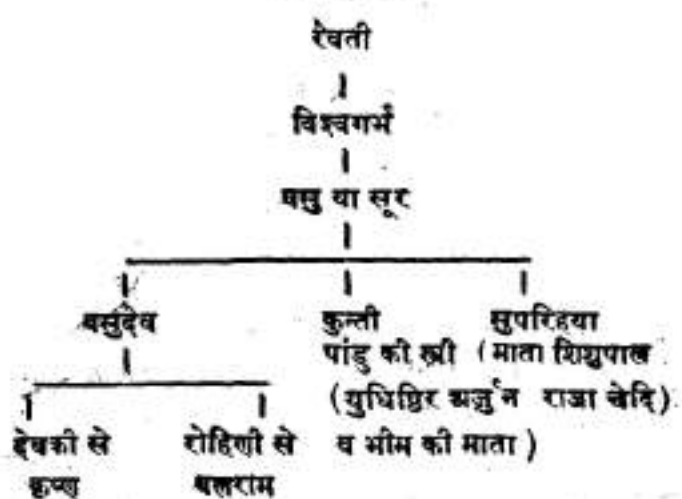 रेवती
विश्वगर्भ
वसु या सूर
वसुदेव कुन्ती सुपरिहया
पांडु की स्त्री (माता शिशुपाल
(युधिष्ठिर अर्जुन राजा चेदि)
देवकी से रोहिणी से व भीम की माता)
कृष्ण बलराम